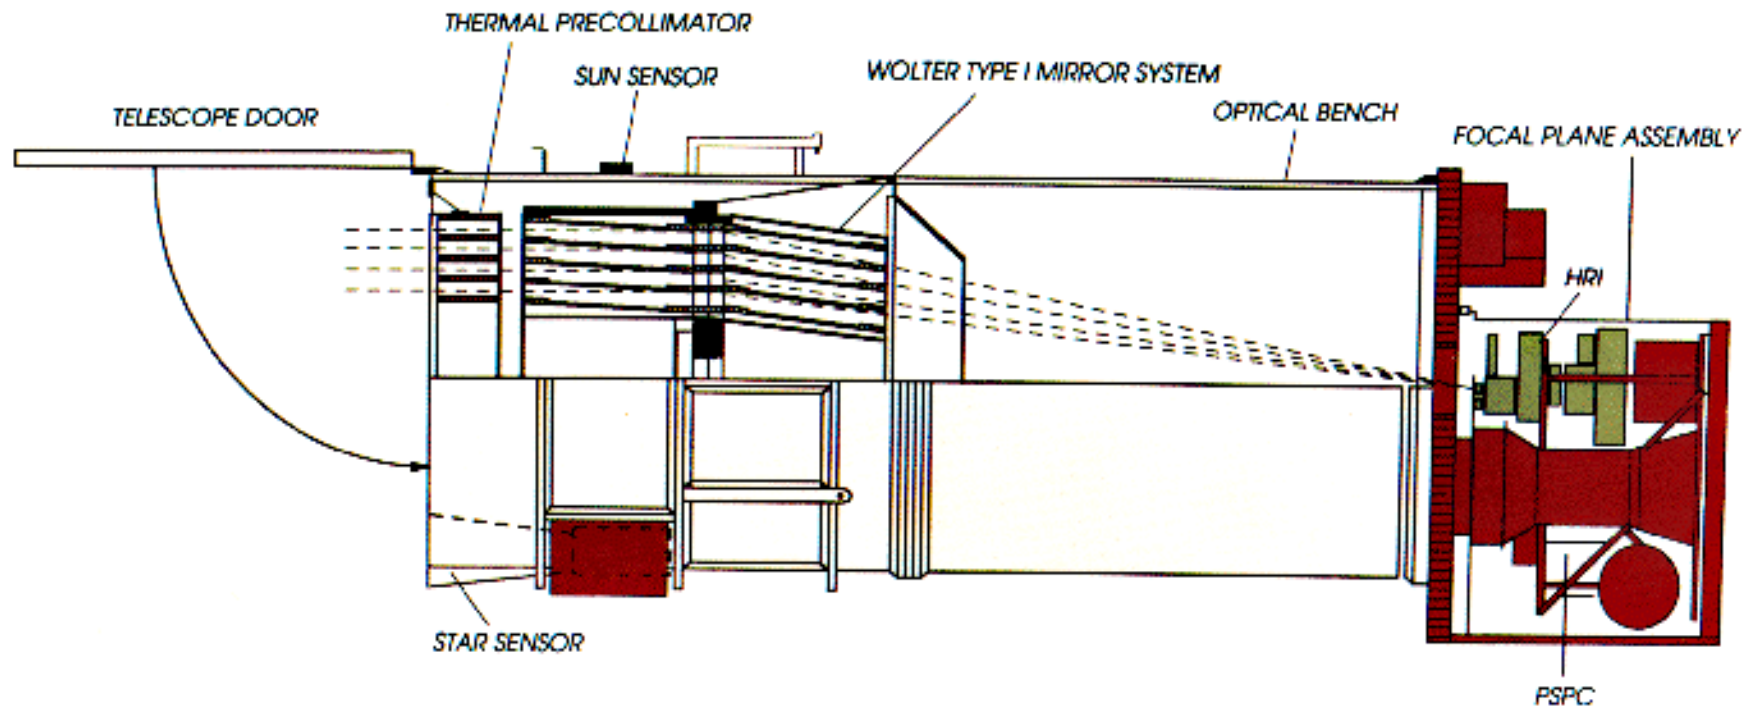 THERMAL PRECOLLIMATOR
SUN SENSOR
WOLTER TYPE I MIRROR SYSTEM
TELESCOPE DOOR
OPTICAL BENCH
FOCAL PLANE ASSEMBLY
HRI
STAR SENSOR
PSPC